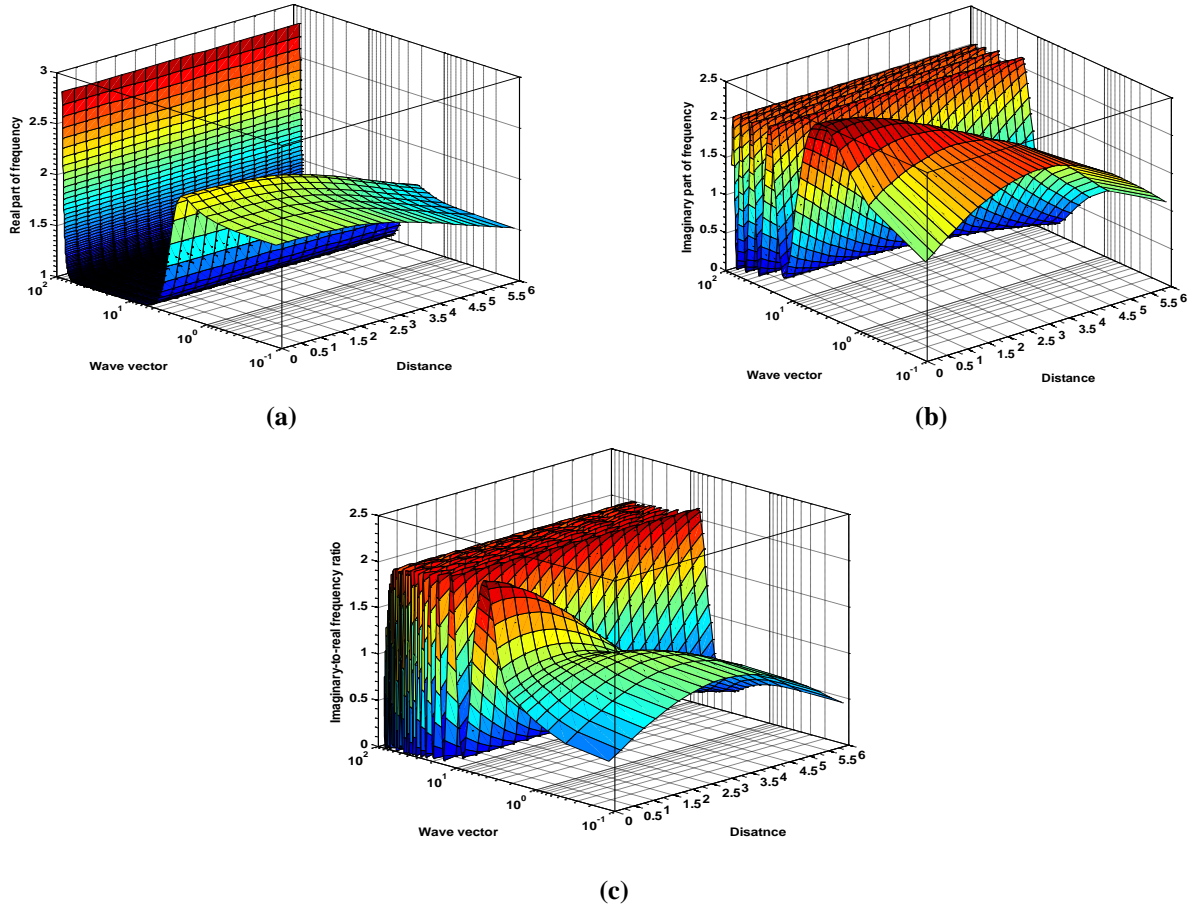 Real part of frequency
3
2.5
2
1.5
1
10²
10¹
10⁰
10⁻¹
0 0.5 1 1.5 2 2.5 3 3.5 4 4.5 5 5.5 6
Wave vector
Distance
(a)
Imaginary part of frequency
2.5
2
1.5
1
0.5
0
10²
10¹
10⁰
10⁻¹
0 0.5 1 1.5 2 2.5 3 3.5 4 4.5 5 5.5 6
Wave vector
Distance
(b)
Imaginary-to-real frequency ratio
2.5
2
1.5
1
0.5
0
10²
10¹
10⁰
10⁻¹
0 0.5 1 1.5 2 2.5 3 3.5 4 4.5 5 5.5 6
Wave vector
Disatnce
(c)